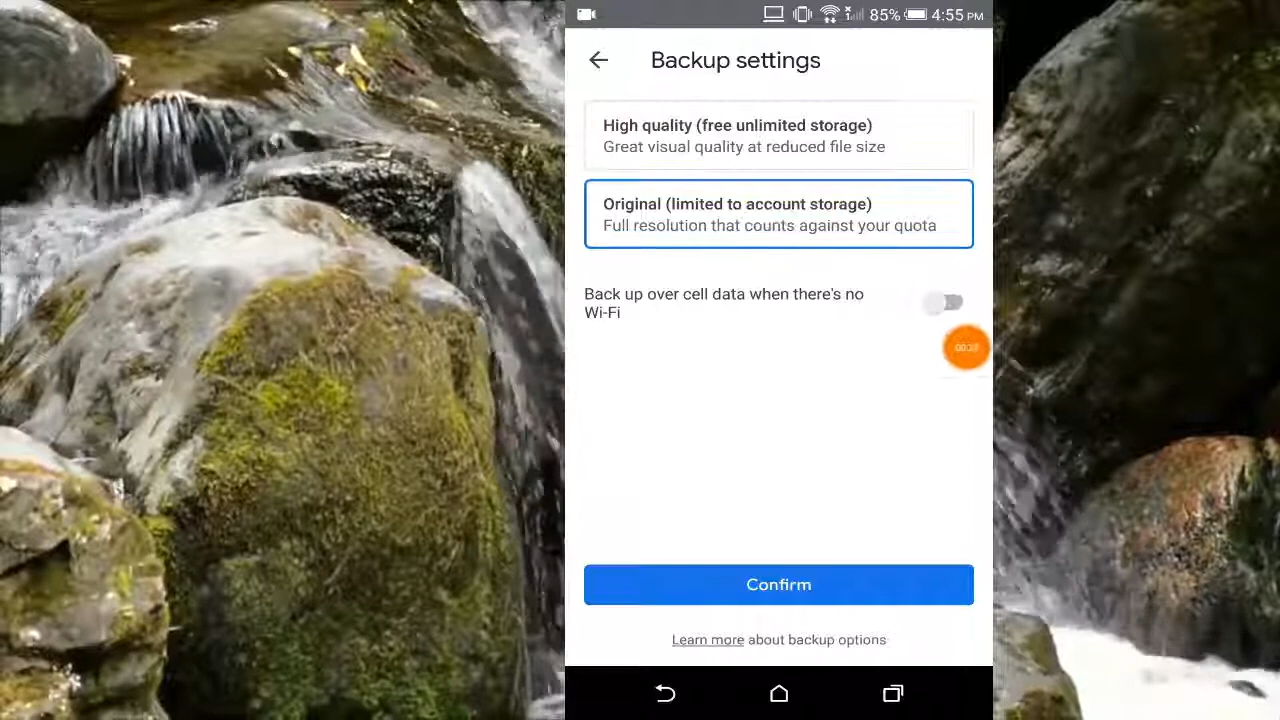 85% 4:55 PM
Backup settings
High quality (free unlimited storage)
Great visual quality at reduced file size
Original (limited to account storage)
Full resolution that counts against your quota
Back up over cell data when there's no
Wi-Fi
Confirm
Learn more about backup options